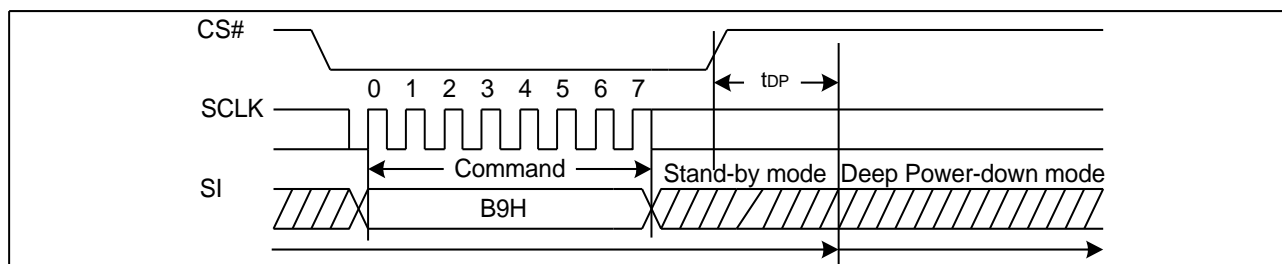 CS#
tDP
0 1 2 3 4 5 6 7
SCLK
Command
Stand-by mode Deep Power-down mode
SI
B9H